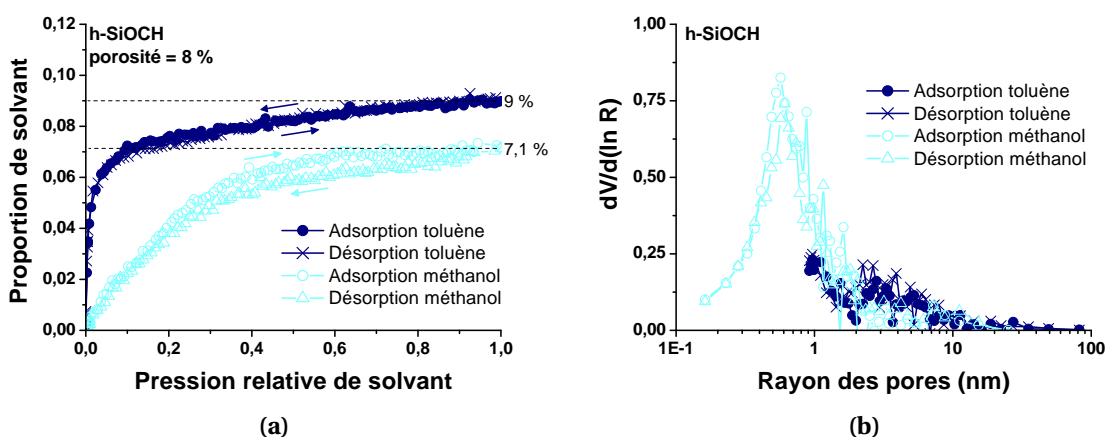 h-SiOCH
porosité = 8 %
0,12
0,10
0,08
0,06
0,04
0,02
0,00
0,0
0,2
0,4
0,6
0,8
1,0
9 %
7,1 %
Adsorption toluène
Désorption toluène
Adsorption méthanol
Désorption méthanol
Proportion de solvant
Pression relative de solvant
(a)
h-SiOCH
1,00
0,75
0,50
0,25
0,00
1E-1
1
10
100
Adsorption toluène
Désorption toluène
Adsorption méthanol
Désorption méthanol
dV/d(ln R)
Rayon des pores (nm)
(b)